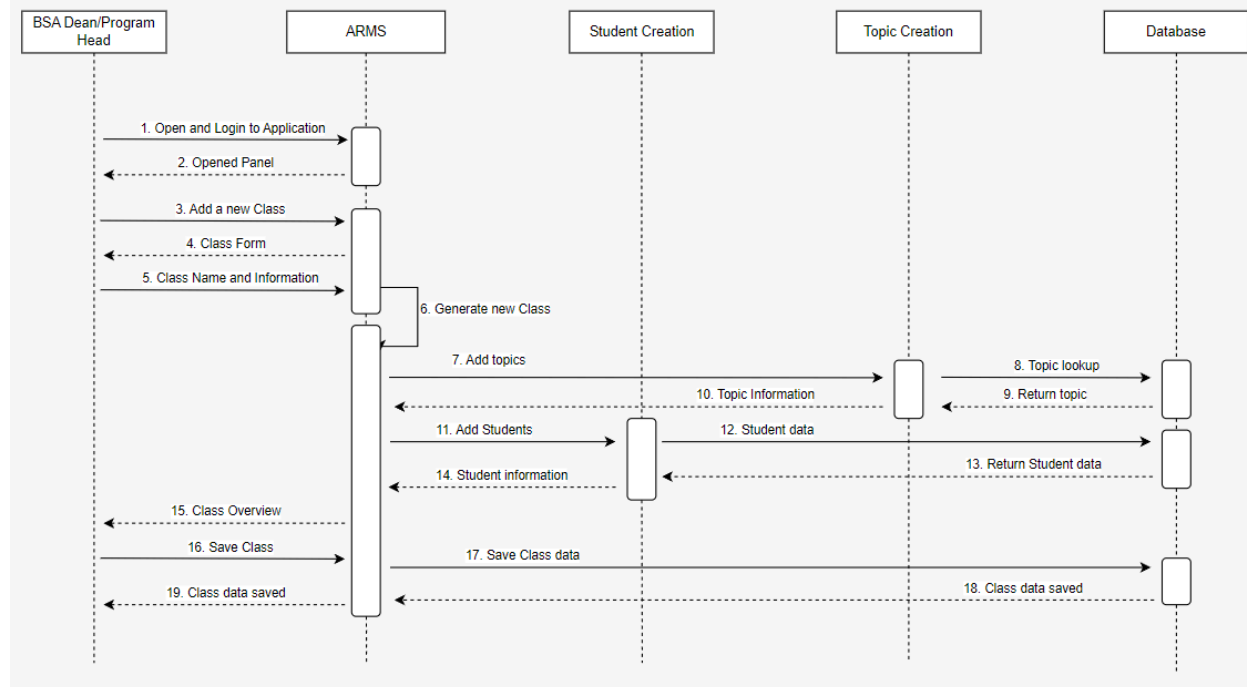 BSA Dean/Program
Head
ARMS
Student Creation
Topic Creation
Database
1. Open and Login to Application
2. Opened Panel
3. Add a new Class
4. Class Form
5. Class Name and Information
6. Generate new Class
7. Add topics
8. Topic lookup
9. Return topic
10. Topic Information
11. Add Students
12. Student data
13. Return Student data
14. Student information
15. Class Overview
16. Save Class
17. Save Class data
18. Class data saved
19. Class data saved